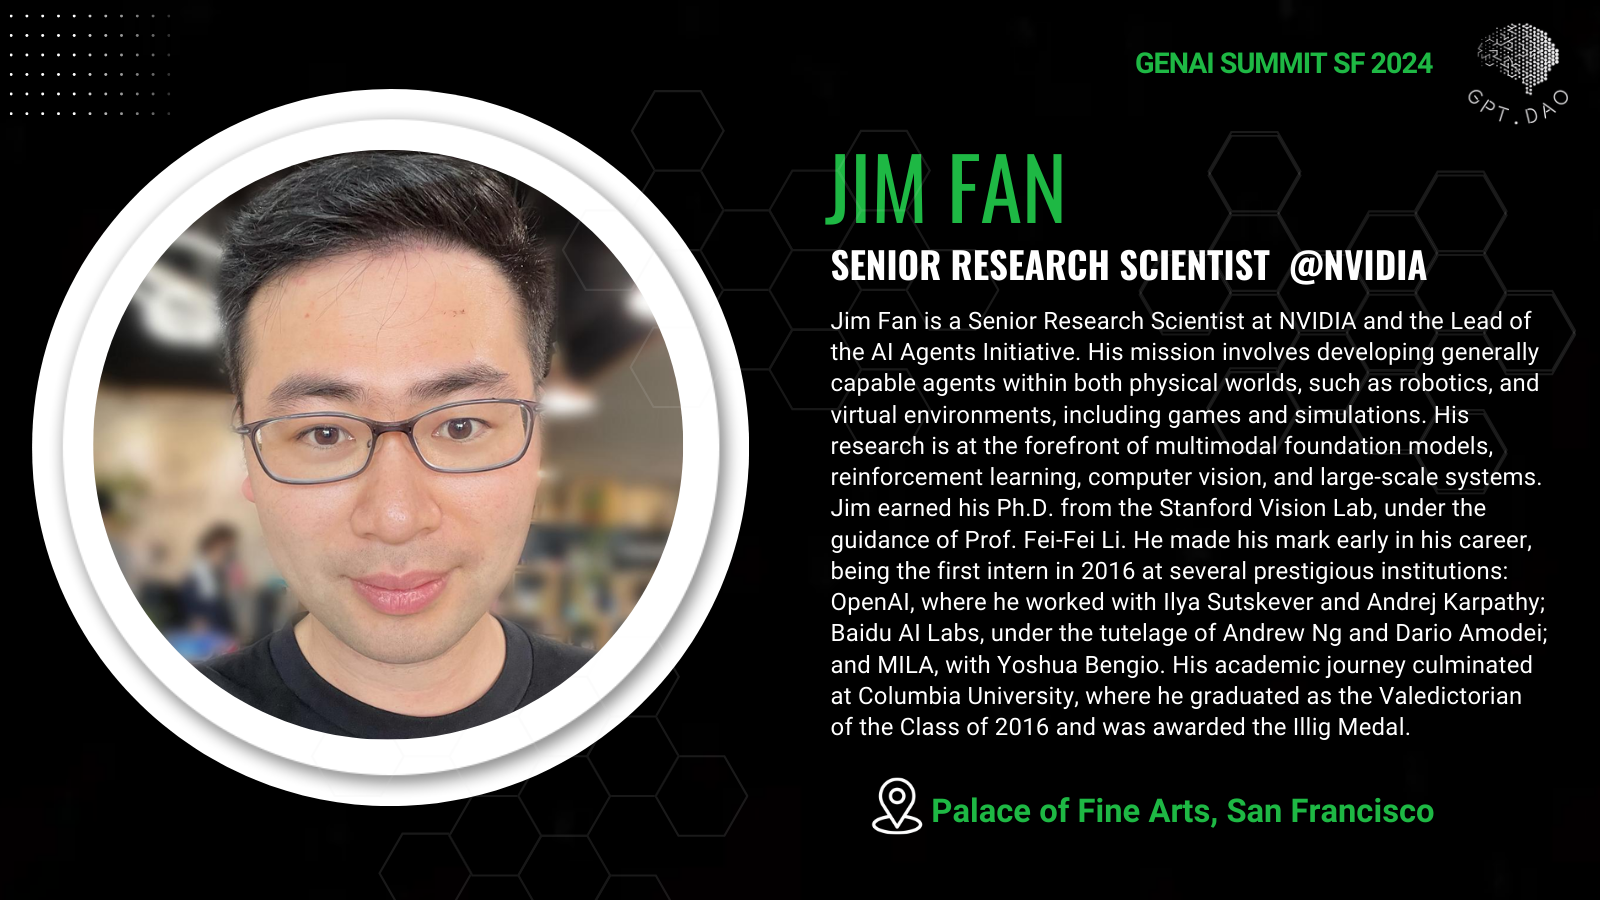 GENAI SUMMIT SF 2024
GPT.DAO
JIM FAN
SENIOR RESEARCH SCIENTIST @NVIDIA
Jim Fan is a Senior Research Scientist at NVIDIA and the Lead of
the AI Agents Initiative. His mission involves developing generally
capable agents within both physical worlds, such as robotics, and
virtual environments, including games and simulations. His
research is at the forefront of multimodal foundation models,
reinforcement learning, computer vision, and large-scale systems.
Jim earned his Ph.D. from the Stanford Vision Lab, under the
guidance of Prof. Fei-Fei Li. He made his mark early in his career,
being the first intern in 2016 at several prestigious institutions:
OpenAI, where he worked with Ilya Sutskever and Andrej Karpathy;
Baidu AI Labs, under the tutelage of Andrew Ng and Dario Amodei;
and MILA, with Yoshua Bengio. His academic journey culminated
at Columbia University, where he graduated as the Valedictorian
of the Class of 2016 and was awarded the Illig Medal.
Palace of Fine Arts, San Francisco